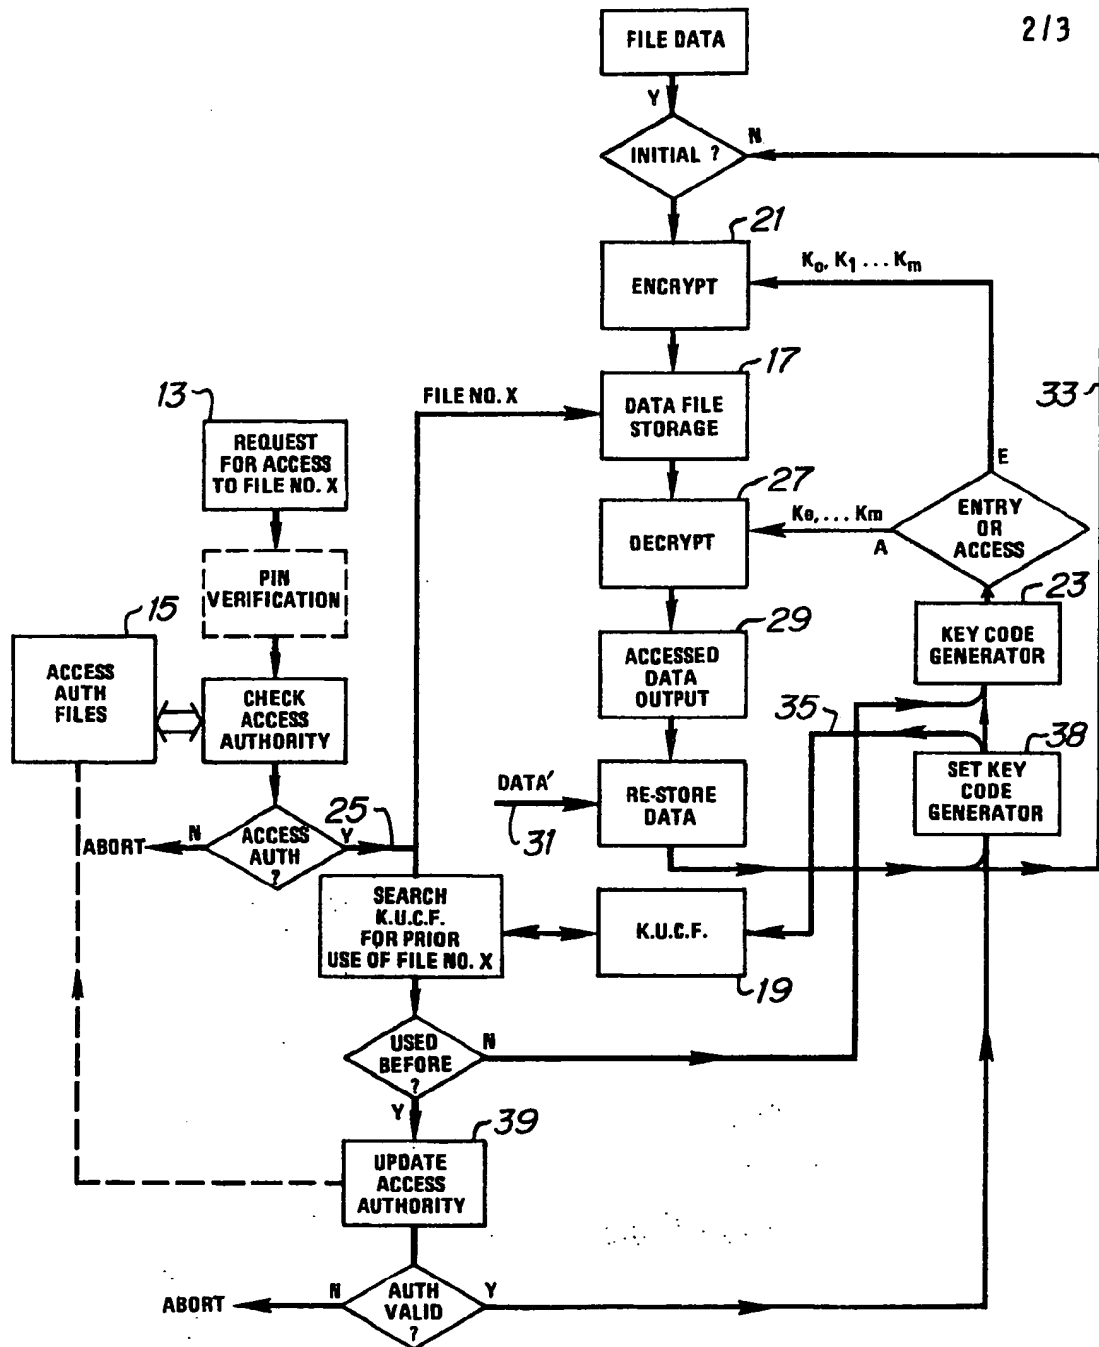 2/3
FILE DATA
Y
INITIAL ?
N
21
ENCRYPT
K₀, K₁ ... Kₘ
17
FILE NO. X
DATA FILE
STORAGE
33
13
REQUEST
FOR ACCESS
TO FILE NO. X
27
DECRYPT
K₀, ... Kₘ
A
E
ENTRY
OR
ACCESS
PIN
VERIFICATION
15
ACCESS
AUTH
FILES
CHECK
ACCESS
AUTHORITY
29
ACCESSED
DATA
OUTPUT
23
KEY CODE
GENERATOR
35
38
SET KEY
CODE
GENERATOR
DATA′
31
RE-STORE
DATA
ABORT
N
ACCESS
AUTH
?
Y
25
SEARCH
K.U.C.F.
FOR PRIOR
USE OF FILE NO. X
K.U.C.F.
19
USED
BEFORE
?
N
Y
39
UPDATE
ACCESS
AUTHORITY
ABORT
N
AUTH
VALID
?
Y